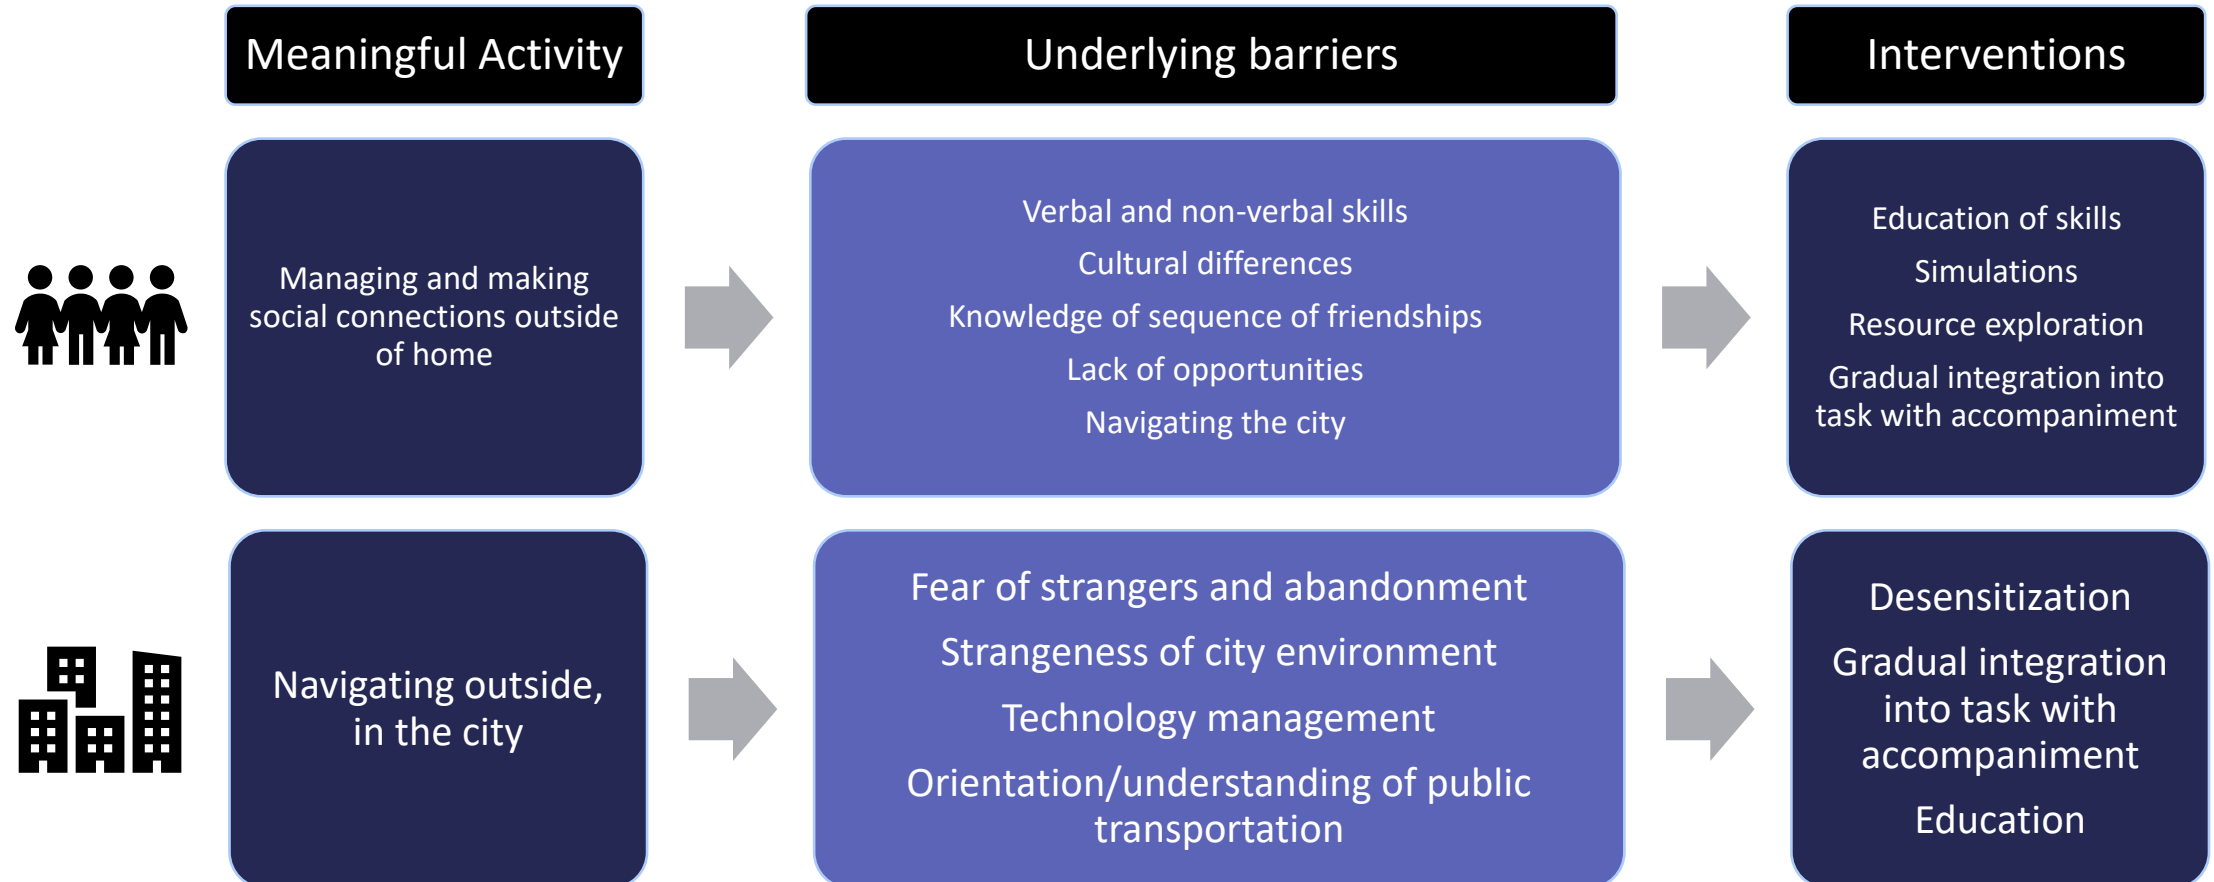 Meaningful Activity
Underlying barriers
Interventions
Managing and making
social connections outside
of home
Verbal and non-verbal skills
Cultural differences
Knowledge of sequence of friendships
Lack of opportunities
Navigating the city
Education of skills
Simulations
Resource exploration
Gradual integration into
task with accompaniment
Navigating outside,
in the city
Fear of strangers and abandonment
Strangeness of city environment
Technology management
Orientation/understanding of public
transportation
Desensitization
Gradual integration
into task with
accompaniment
Education